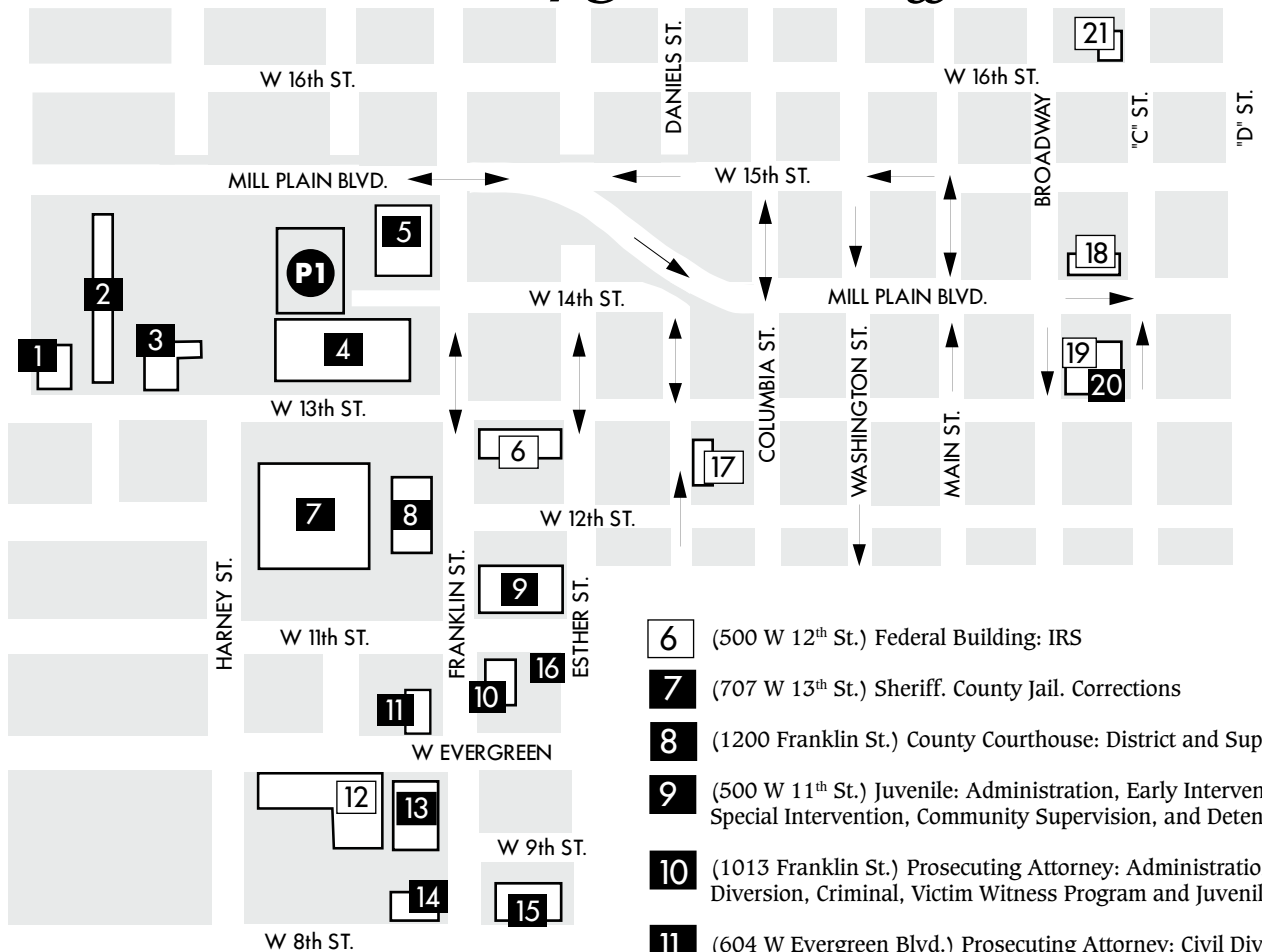 21
W 16th ST.
DANIELS ST.
W 16th ST.
BROADWAY
"C" ST.
"D" ST.
MILL PLAIN BLVD.
W 15th ST.
5
P1
2
18
W 14th ST.
MILL PLAIN BLVD.
1
3
4
19
20
COLUMBIA ST.
WASHINGTON ST.
MAIN ST.
W 13th ST.
6
17
7
8
W 12th ST.
HARNEY ST.
FRANKLIN ST.
9
ESTHER ST.
W 11th ST.
16
10
11
W EVERGREEN
12
13
W 9th ST.
14
15
W 8th ST.
6 (500 W 12th St.) Federal Building: IRS
7 (707 W 13th St.) Sheriff. County Jail. Corrections
8 (1200 Franklin St.) County Courthouse: District and Sup
9 (500 W 11th St.) Juvenile: Administration, Early Interven
Special Intervention, Community Supervision, and Deten
10 (1013 Franklin St.) Prosecuting Attorney: Administratio
Diversion, Criminal, Victim Witness Program and Juvenil
11 (604 W Evergreen Blvd.) Prosecuting Attorney: Civil Div